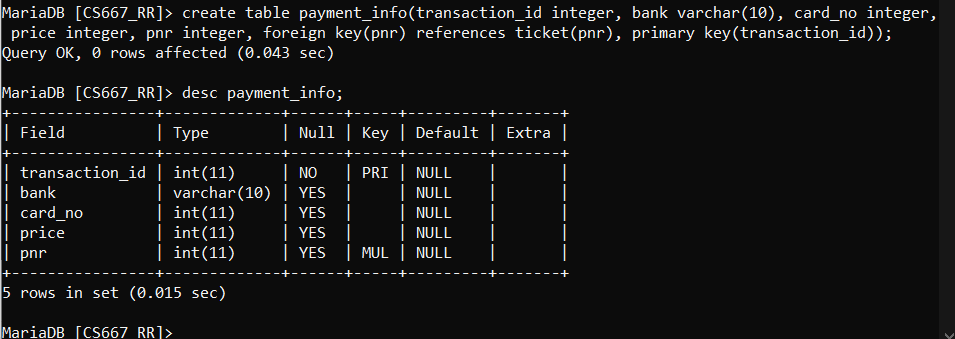 MariaDB [CS667_RR]> create table payment_info(transaction_id integer, bank varchar(10), card_no integer,
 price integer, pnr integer, foreign key(pnr) references ticket(pnr), primary key(transaction_id));
Query OK, 0 rows affected (0.043 sec)

MariaDB [CS667_RR]> desc payment_info;
+----------------+-------------+------+-----+---------+-------+
| Field          | Type        | Null | Key | Default | Extra |
+----------------+-------------+------+-----+---------+-------+
| transaction_id | int(11)     | NO   | PRI | NULL    |       |
| bank           | varchar(10) | YES  |     | NULL    |       |
| card_no        | int(11)     | YES  |     | NULL    |       |
| price          | int(11)     | YES  |     | NULL    |       |
| pnr            | int(11)     | YES  | MUL | NULL    |       |
+----------------+-------------+------+-----+---------+-------+
5 rows in set (0.015 sec)

MariaDB [CS667_RR]>